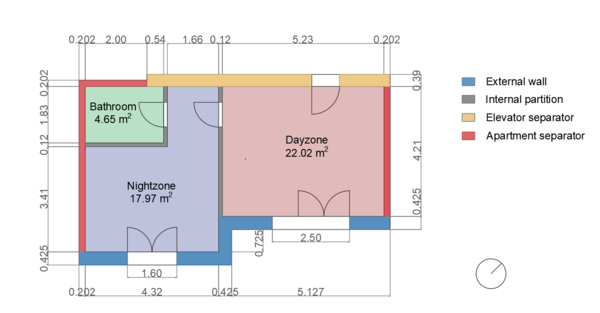 0.202 2.00 0.54 1.66 0.12 5.23 0.202
0.202
0.39
External wall
Internal partition
Elevator separator
Apartment separator
Bathroom
4.65 m²
1.83
0.12
Dayzone
22.02 m²
4.21
Nightzone
17.97 m²
3.41
0.425
2.50
0.725
0.425
1.60
0.202 4.32 0.425 5.127